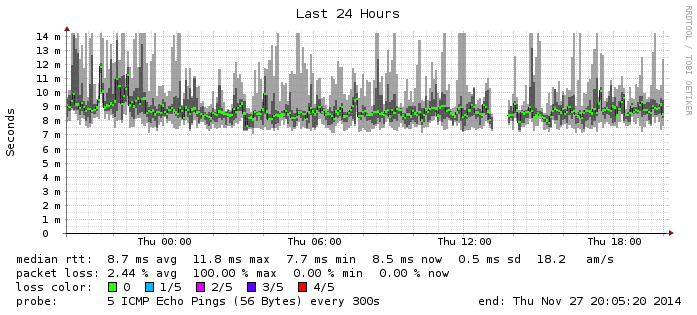 Last 24 Hours
RRDTOOL / TOBI OETIKER
Seconds
14 m
13 m
12 m
11 m
10 m
9 m
8 m
7 m
6 m
5 m
4 m
3 m
2 m
1 m
0
Thu 00:00 Thu 06:00 Thu 12:00 Thu 18:00
median rtt: 8.7 ms avg 11.8 ms max 7.7 ms min 8.5 ms now 0.5 ms sd 18.2 am/s
packet loss: 2.44 % avg 100.00 % max 0.00 % min 0.00 % now
loss color: 0 1/5 2/5 3/5 4/5
probe: 5 ICMP Echo Pings (56 Bytes) every 300s end: Thu Nov 27 20:05:20 2014